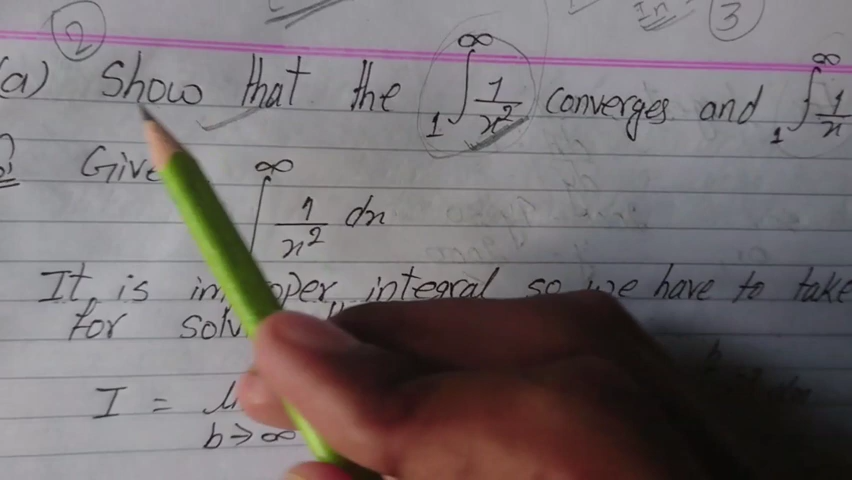 2
3
(a) Show that the ∫₁^∞ 1/x² converges and ∫₁^∞ 1/x
Give
∫^∞ 1/x² dx
It is improper integral so we have to take
for solv
I =
b→∞